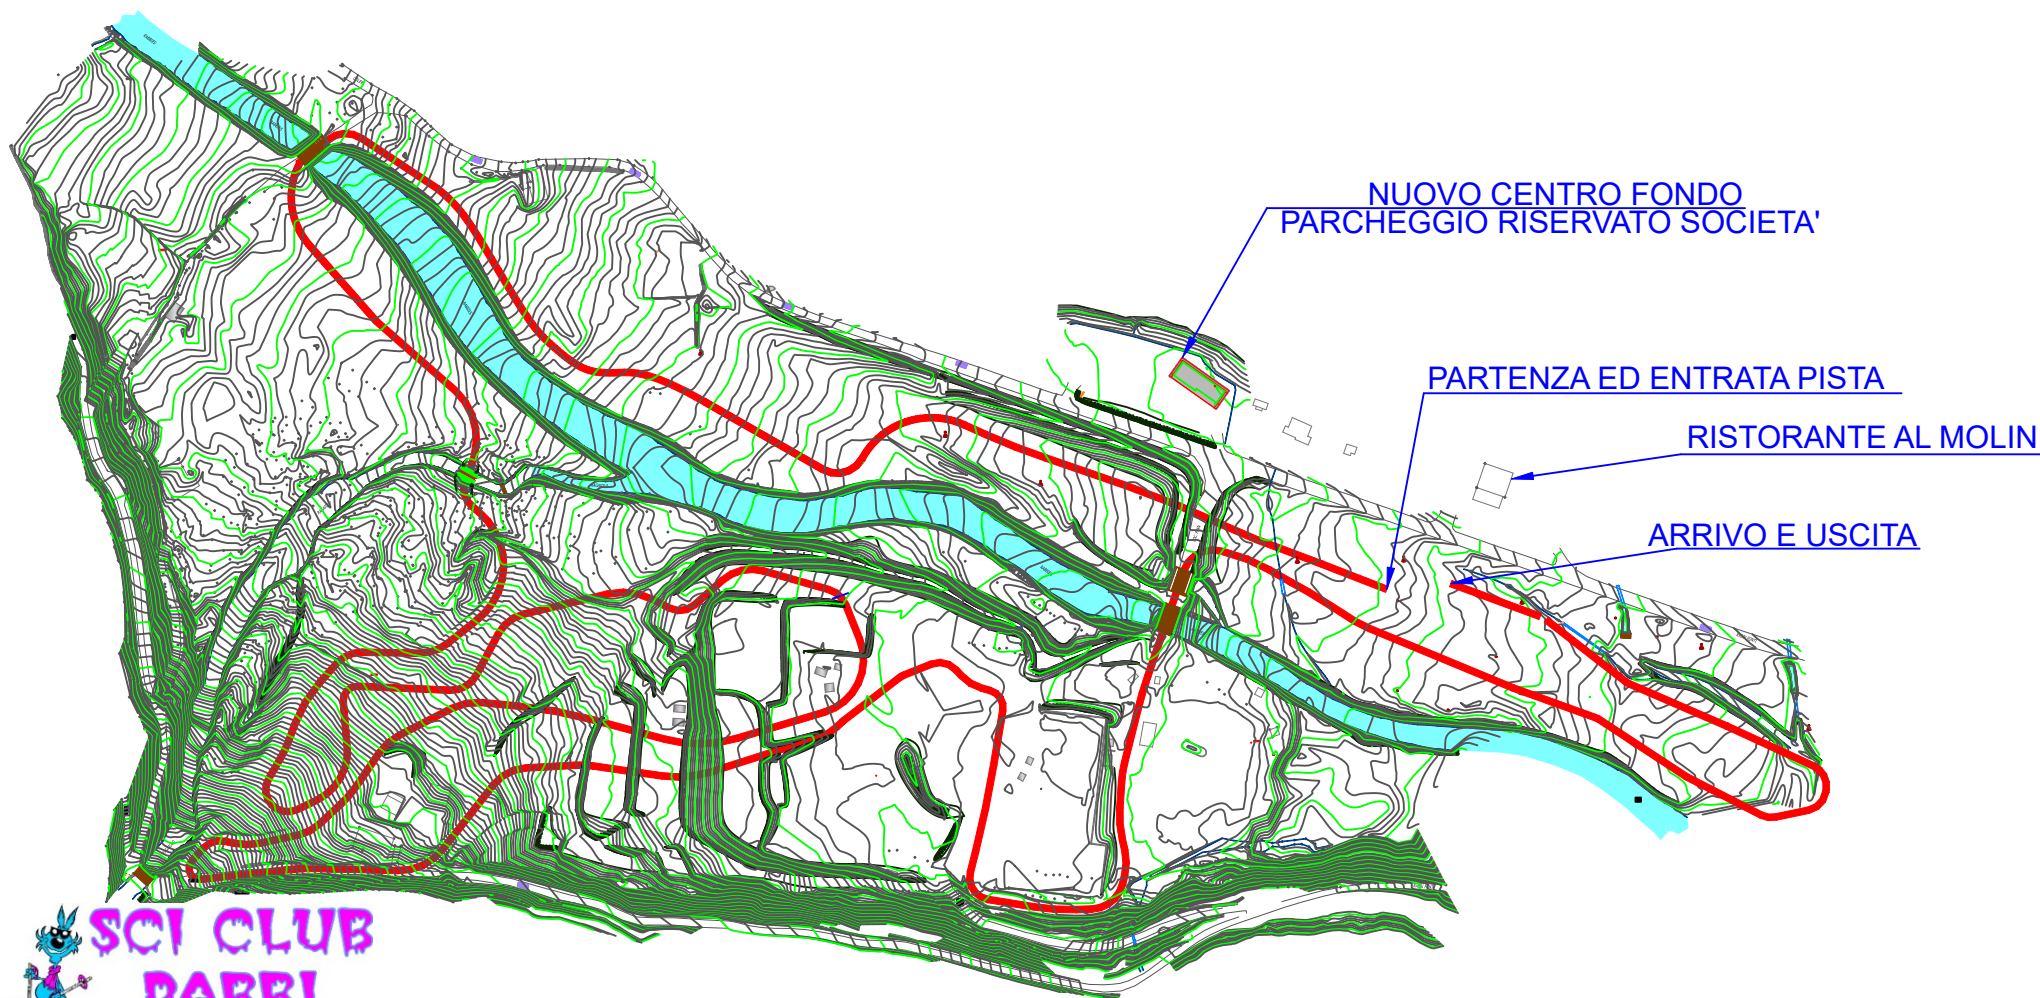 NUOVO CENTRO FONDO
PARCHEGGIO RISERVATO SOCIETA'
PARTENZA ED ENTRATA PISTA
RISTORANTE AL MOLIN
ARRIVO E USCITA
SCI CLUB